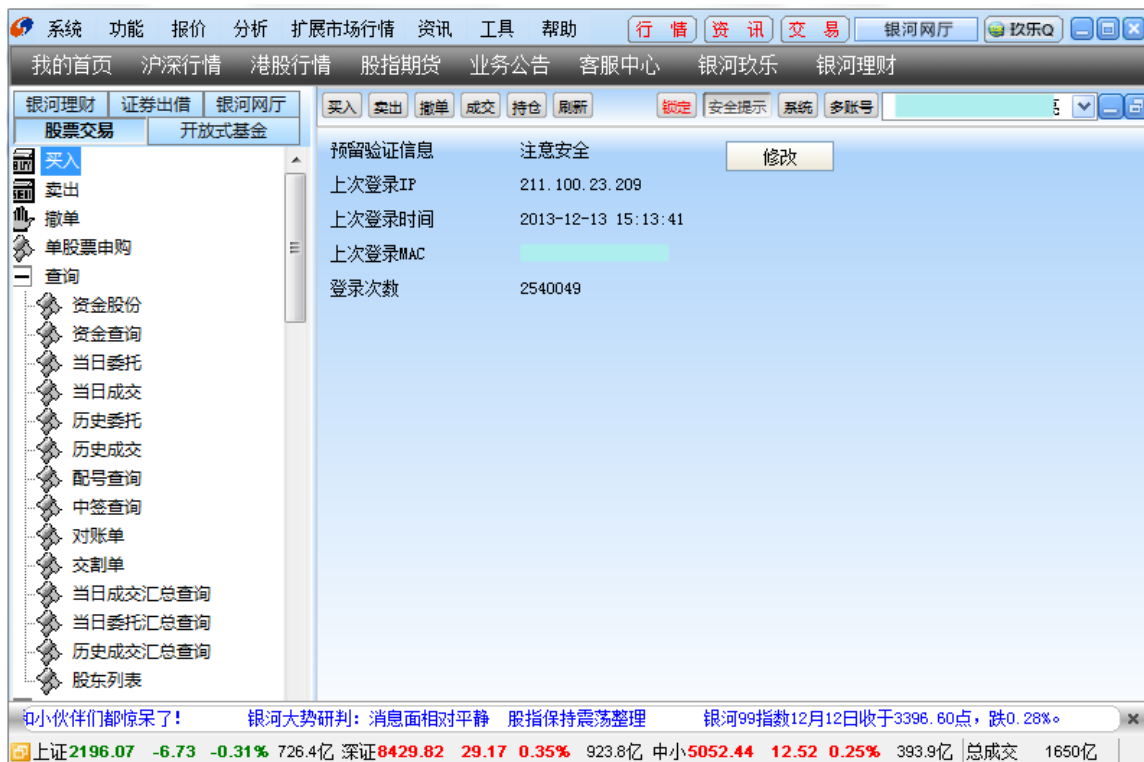 系统 功能 报价 分析 扩展市场行情 资讯 工具 帮助 行 情 资 讯 交 易 银河网厅 玖乐Q
我的首页 沪深行情 港股行情 股指期货 业务公告 客服中心 银河玖乐 银河理财
银河理财 证券出借 银河网厅
股票交易 开放式基金
买入 卖出 撤单 成交 持仓 刷新 锁定 安全提示 系统 多账号
买入
卖出
撤单
单股票申购
查询
资金股份
资金查询
当日委托
当日成交
历史委托
历史成交
配号查询
中签查询
对账单
交割单
当日成交汇总查询
当日委托汇总查询
历史成交汇总查询
股东列表
预留验证信息 注意安全 修改
上次登录IP 211.100.23.209
上次登录时间 2013-12-13 15:13:41
上次登录MAC
登录次数 2540049
小伙伴们都惊呆了! 银河大势研判: 消息面相对平静 股指保持震荡整理 银河99指数12月12日收于3396.60点, 跌0.28%。
上证2196.07 -6.73 -0.31% 726.4亿 深证8429.82 29.17 0.35% 923.8亿 中小5052.44 12.52 0.25% 393.9亿 总成交 1650亿